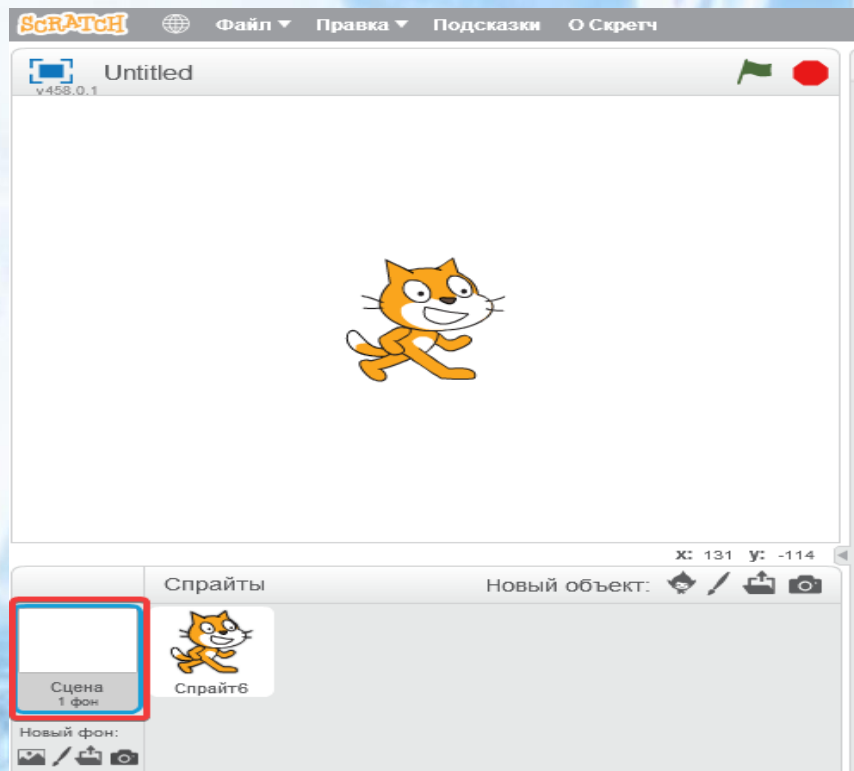 SCRATCH Файл Правка Подсказки О Скретч
Untitled
v458.0.1
x: 131 y: -114
Спрайты Новый объект:
Сцена
1 фон
Спрайт6
Новый фон: